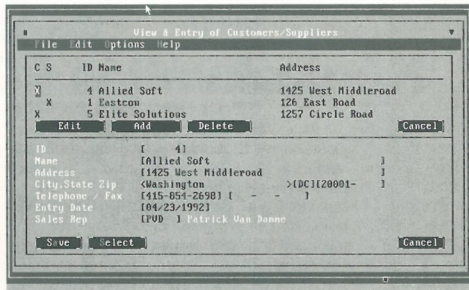 View & Entry of Customers/Suppliers
File Edit Options Help
C S ID Name Address
X 4 Allied Soft 1425 West Middleroad
X 1 Eastcon 126 East Road
X 5 Elite Solutions 1257 Circle Road
Edit Add Delete Cancel
ID [ 4]
Name [Allied Soft ]
Address [1425 West Middleroad ]
City,State Zip <Washington >[DC][20001- ]
Telephone / Fax [415-854-2698] [ - - ]
Entry Date [04/23/1992]
Sales Rep [PVD ] Patrick Van Damme
Save Select Cancel